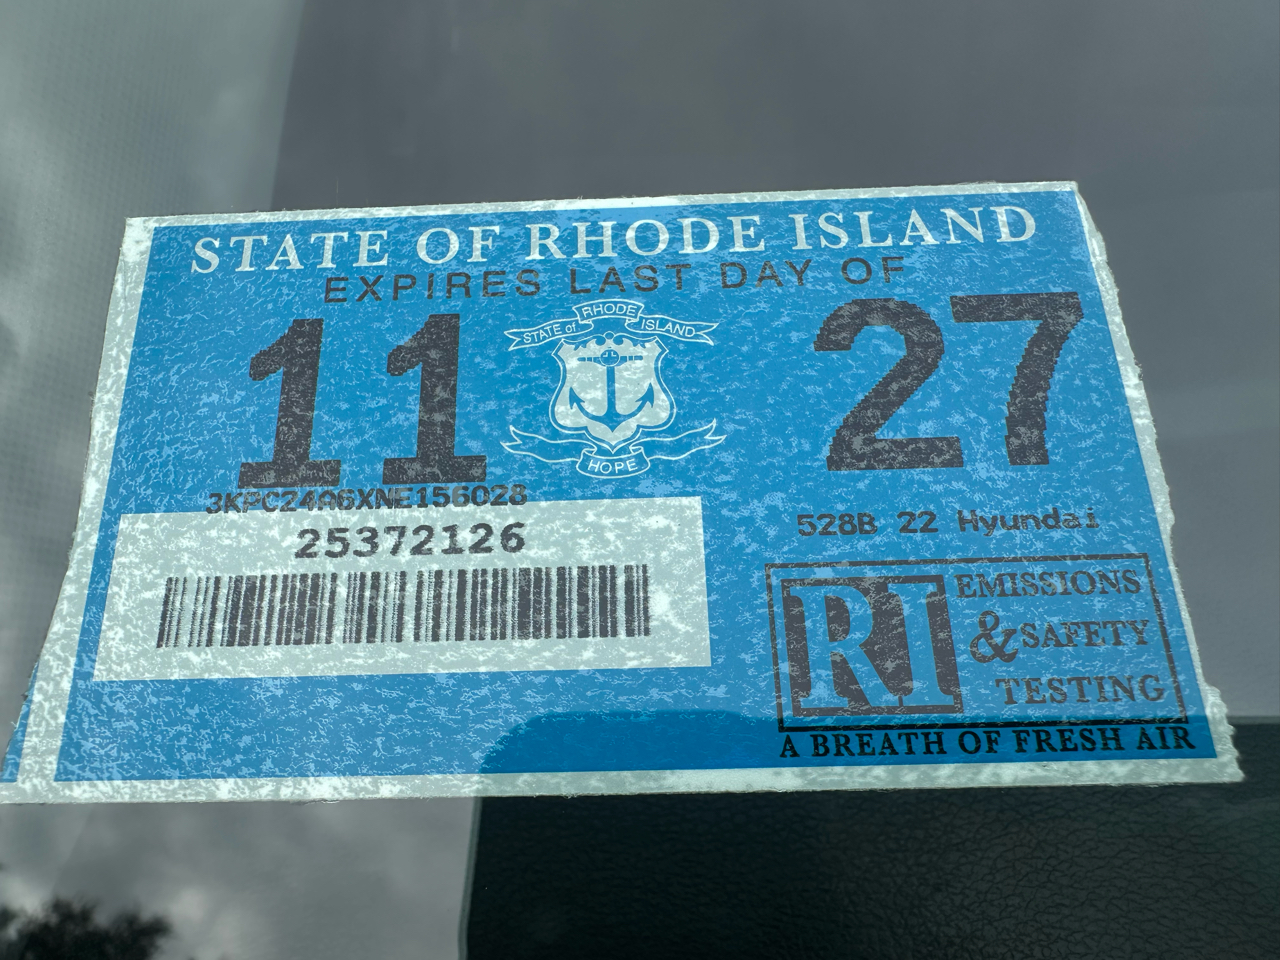 STATE OF RHODE ISLAND
EXPIRES LAST DAY OF
11 27
STATE of RHODE ISLAND
HOPE
3KPC24A6XNE156028
25372126
528B 22 Hyundai
RI EMISSIONS
& SAFETY
TESTING
A BREATH OF FRESH AIR